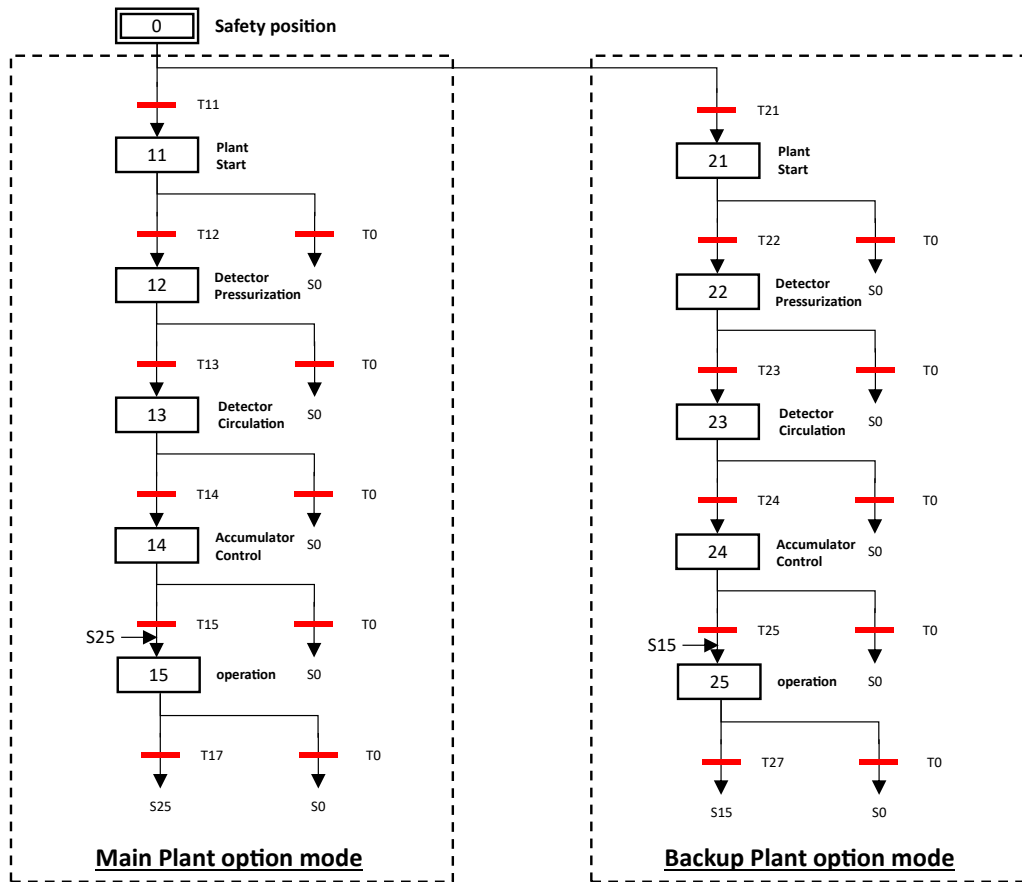 0
Safety position
T11
11
Plant
Start
T12
T0
S0
12
Detector
Pressurization
T13
T0
S0
13
Detector
Circulation
T14
T0
S0
14
Accumulator
Control
T15
T0
S25
S0
15
operation
T17
T0
S25
S0
Main Plant option mode
T21
21
Plant
Start
T22
T0
S0
22
Detector
Pressurization
T23
T0
S0
23
Detector
Circulation
T24
T0
S0
24
Accumulator
Control
T25
T0
S15
S0
25
operation
T27
T0
S15
S0
Backup Plant option mode